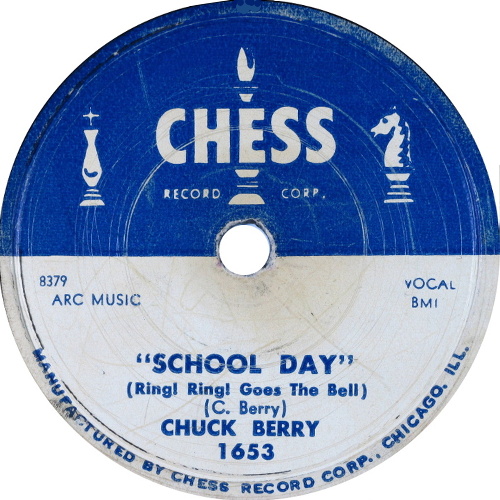 CHESS
RECORD CORP.
8379
ARC MUSIC
VOCAL
BMI
"SCHOOL DAY"
(Ring! Ring! Goes The Bell)
(C. Berry)
CHUCK BERRY
1653
MANUFACTURED BY CHESS RECORD CORP., CHICAGO, ILL.